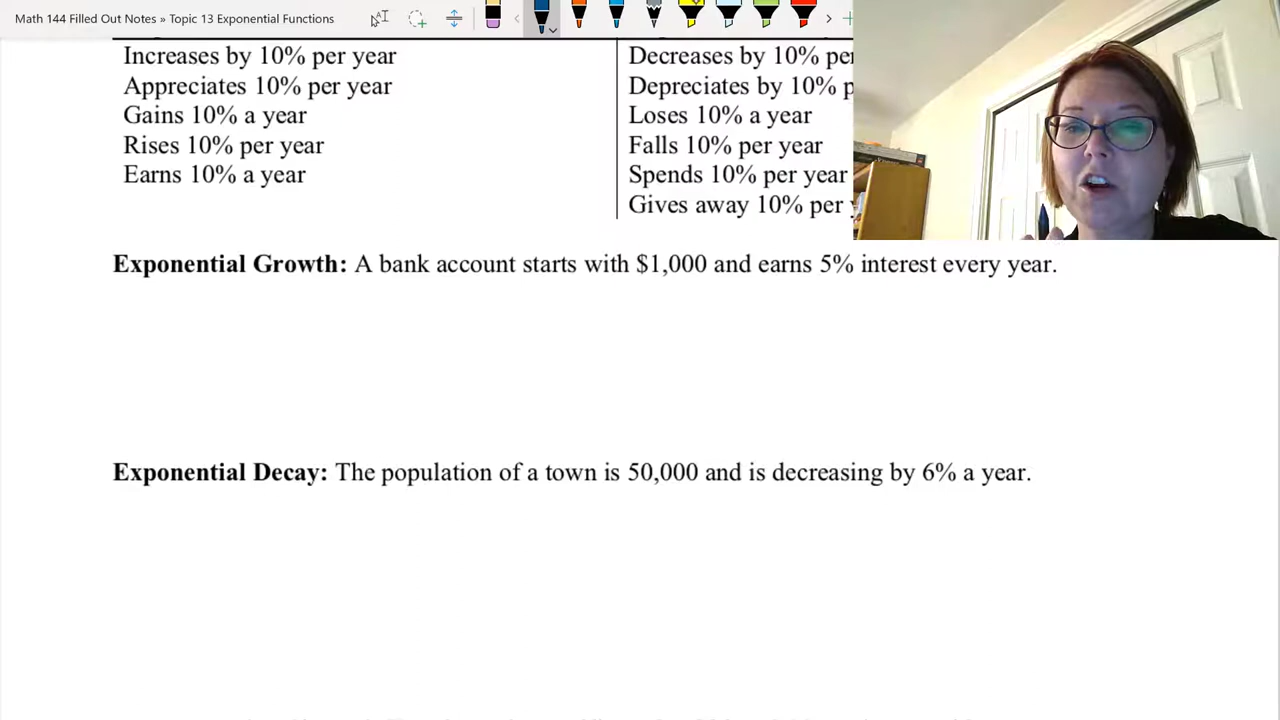 Math 144 Filled Out Notes » Topic 13 Exponential Functions
Increases by 10% per year
Appreciates 10% per year
Gains 10% a year
Rises 10% per year
Earns 10% a year
Decreases by 10% per
Depreciates by 10% p
Loses 10% a year
Falls 10% per year
Spends 10% per year
Gives away 10% per
Exponential Growth: A bank account starts with $1,000 and earns 5% interest every year.
Exponential Decay: The population of a town is 50,000 and is decreasing by 6% a year.